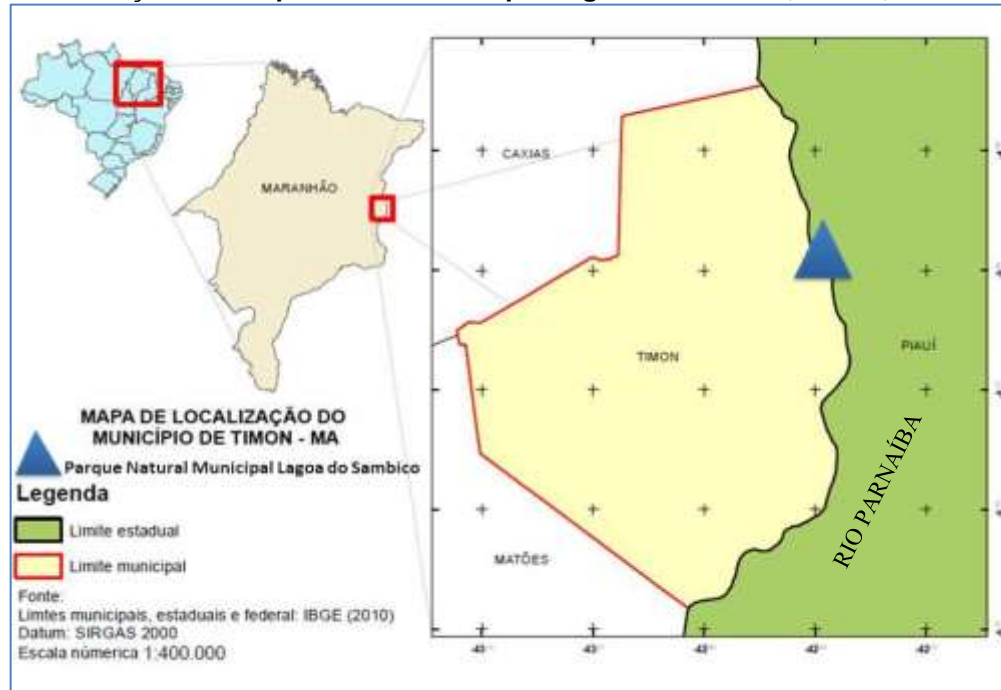 MARANHÃO
CAXIAS
TIMON
PIAUÍ
MATÕES
RIO PARNAÍBA
MAPA DE LOCALIZAÇÃO DO
MUNICÍPIO DE TIMON - MA
Parque Natural Municipal Lagoa do Sambico
Legenda
Limite estadual
Limite municipal
Fonte:
Limtes municipais, estaduais e federal: IBGE (2010)
Datum: SIRGAS 2000
Escala númerica 1:400.000